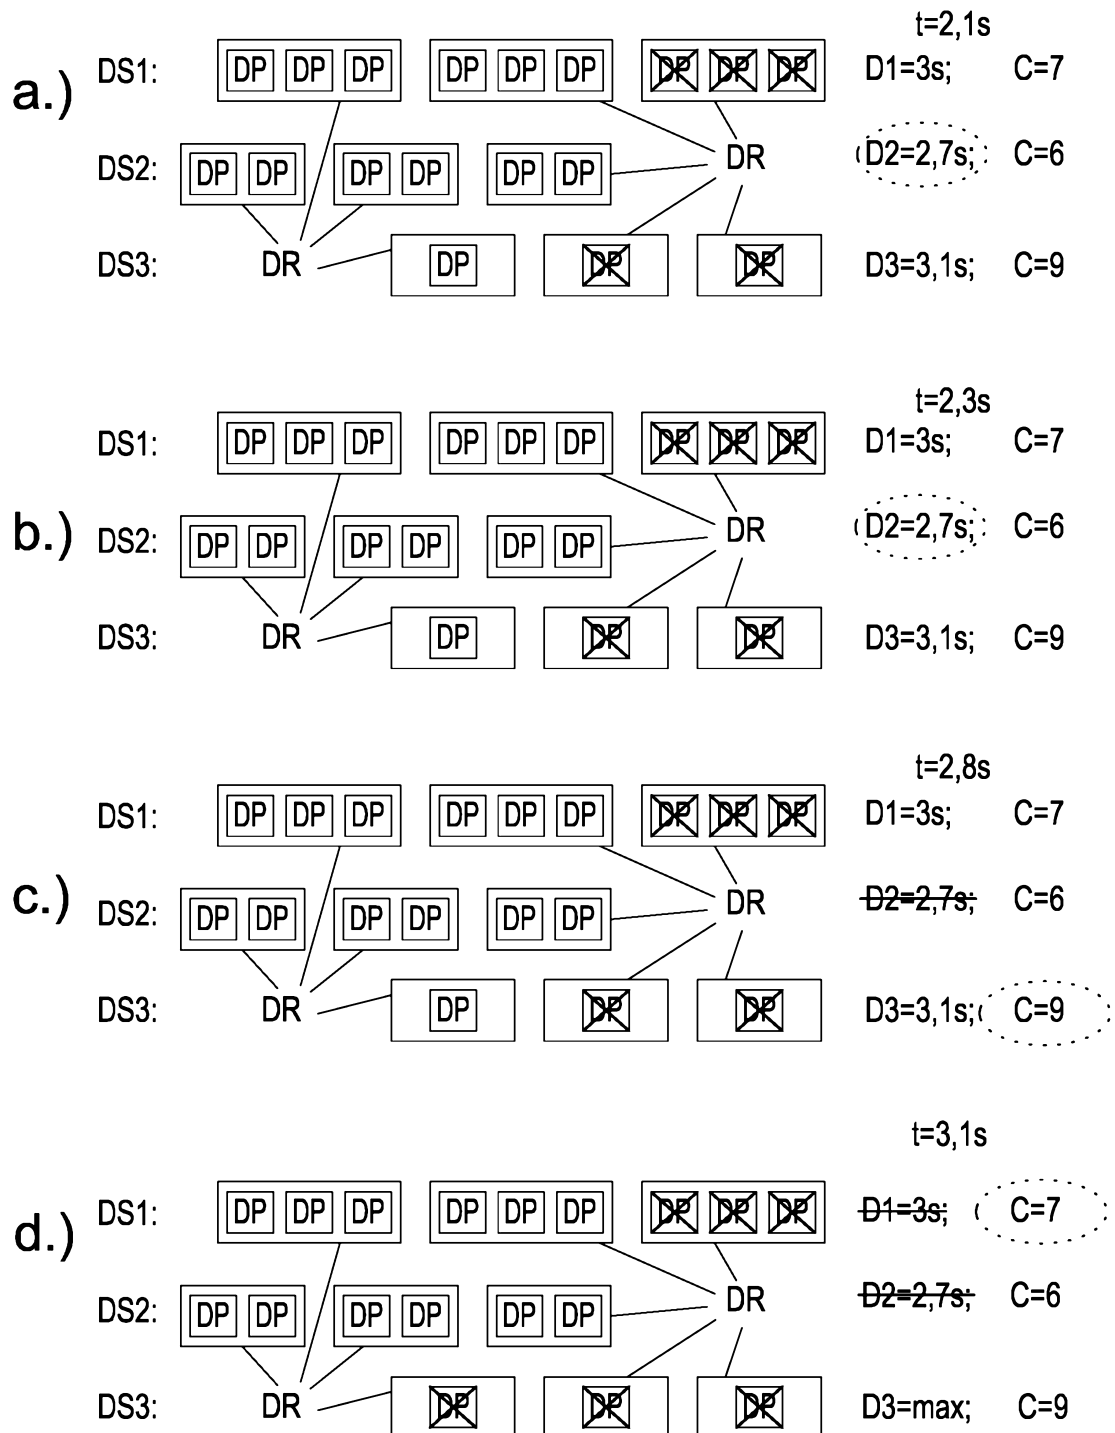 t=2,1s
a.) DS1: DP DP DP DP DP DP DP DP DP D1=3s; C=7
DS2: DP DP DP DP DP DP DR D2=2,7s; C=6
DS3: DR DP DP DP D3=3,1s; C=9
t=2,3s
DS1: DP DP DP DP DP DP DP DP DP D1=3s; C=7
b.) DS2: DP DP DP DP DP DP DR D2=2,7s; C=6
DS3: DR DP DP DP D3=3,1s; C=9
t=2,8s
DS1: DP DP DP DP DP DP DP DP DP D1=3s; C=7
c.) DS2: DP DP DP DP DP DP DR D2=2,7s; C=6
DS3: DR DP DP DP D3=3,1s; C=9
t=3,1s
d.) DS1: DP DP DP DP DP DP DP DP DP D1=3s; C=7
DS2: DP DP DP DP DP DP DR D2=2,7s; C=6
DS3: DR DP DP DP D3=max; C=9